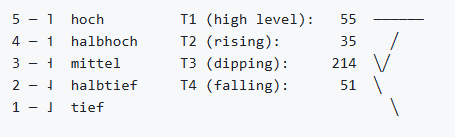 5 — ˥ hoch T1 (high level): 55 ──────
4 — ˦ halbhoch T2 (rising): 35 ╱
3 — ˧ mittel T3 (dipping): 214 ╲╱
2 — ˨ halbtief T4 (falling): 51 ╲
1 — ˩ tief ╲